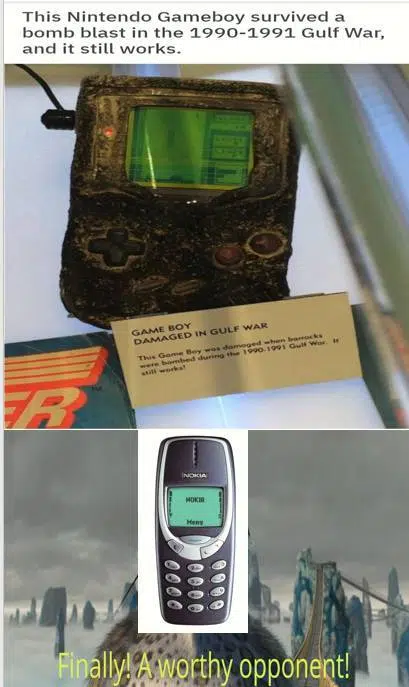 This Nintendo Gameboy survived a
bomb blast in the 1990-1991 Gulf War,
and it still works.
GAME BOY
DAMAGED IN GULF WAR
This Game Boy was damaged when barracks
were bombed during the 1990-1991 Gulf War. It
still works!
ER
NOKIA
NOKIA
Menu
Finally! A worthy opponent!